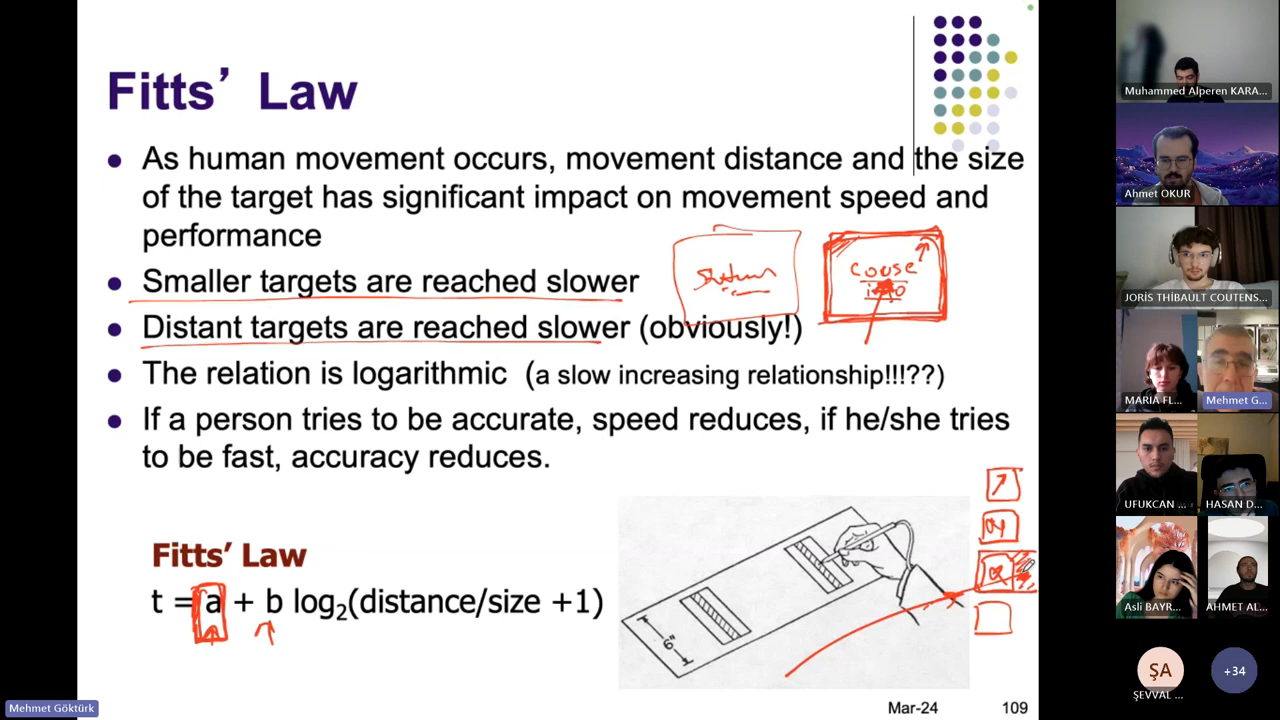 Fitts' Law
As human movement occurs, movement distance and the size
of the target has significant impact on movement speed and
performance
Smaller targets are reached slower
Distant targets are reached slower (obviously!)
The relation is logarithmic (a slow increasing relationship!!!??)
If a person tries to be accurate, speed reduces, if he/she tries
to be fast, accuracy reduces.
couse
Fitts' Law
t = a + b log₂(distance/size +1)
6"
Mar-24
109
Mehmet Göktürk
Muhammed Alperen KARA...
Ahmet OKUR
JORİS THİBAULT COUTENS...
MARIA FL...
Mehmet G...
UFUKCAN ...
HASAN D...
Asli BAYR...
AHMET AL...
ŞA
ŞEVVAL ...
+34